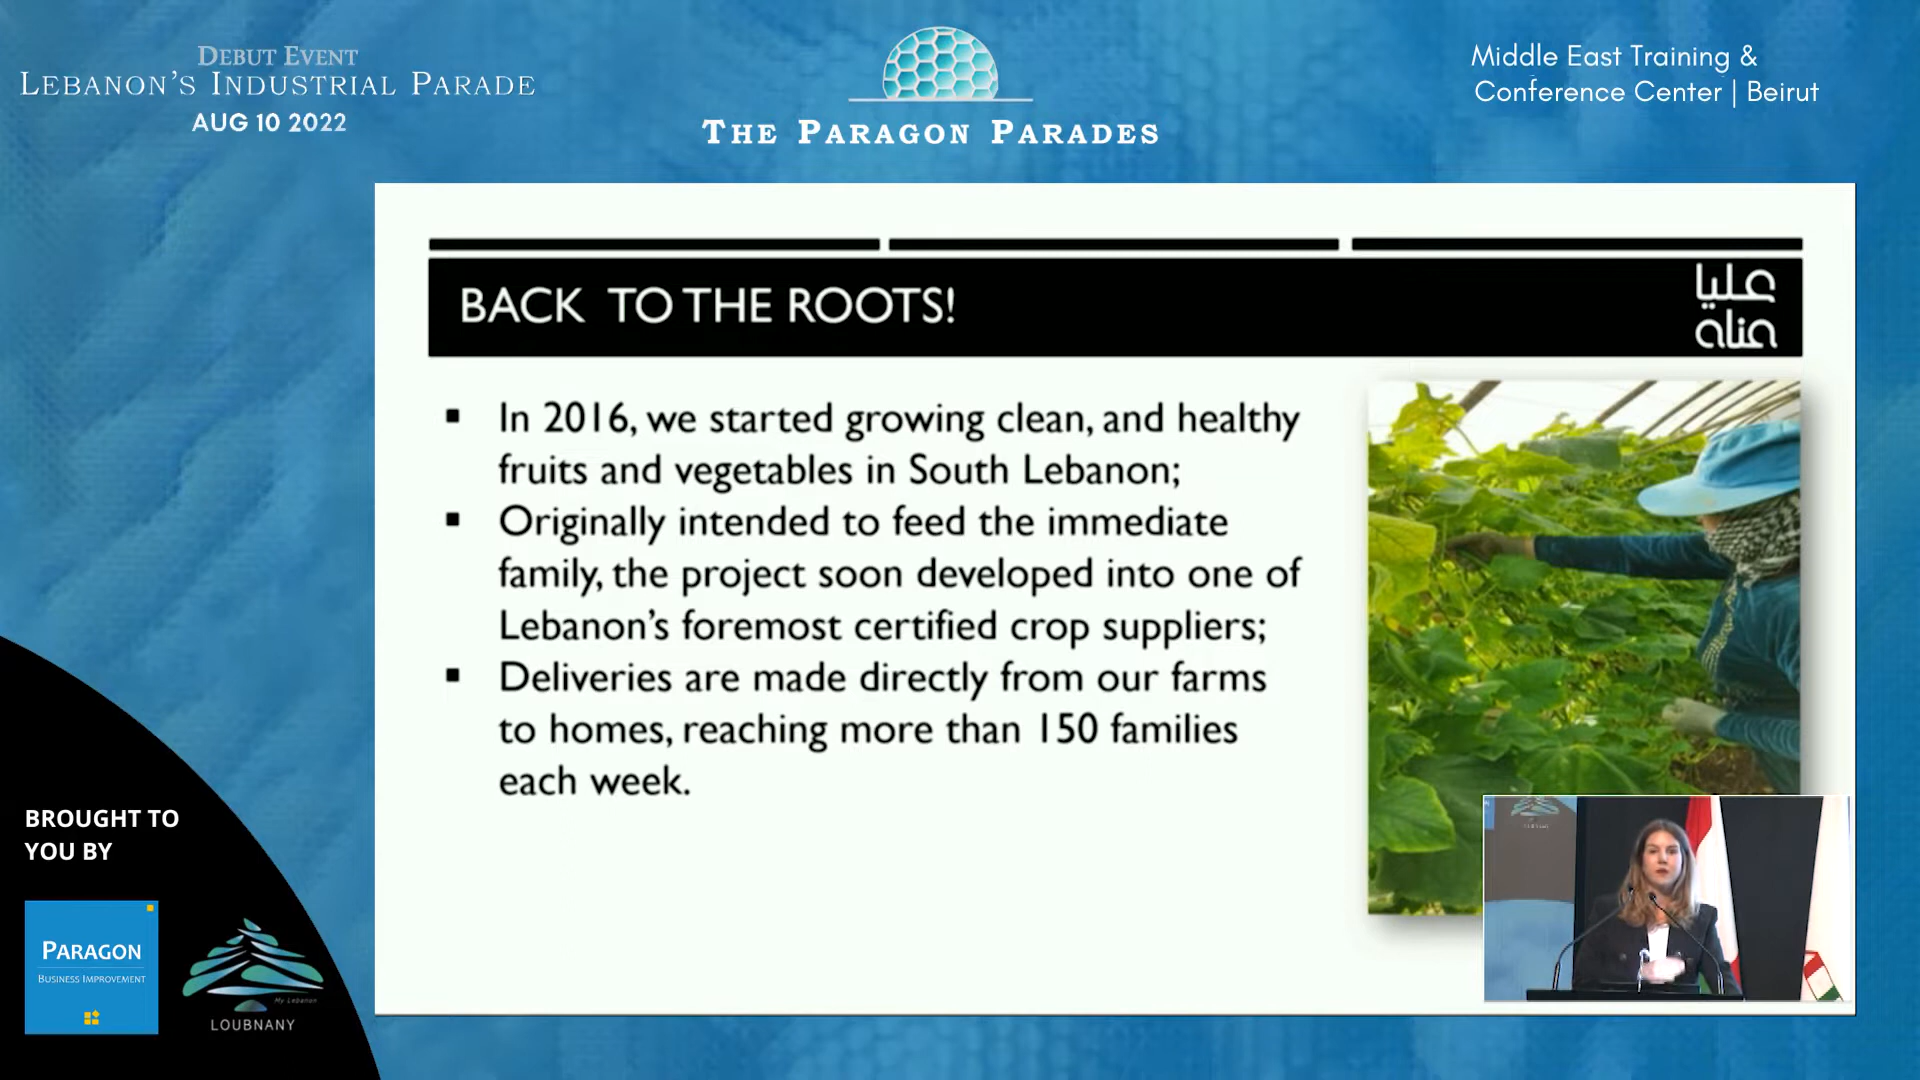 DEBUT EVENT
LEBANON'S INDUSTRIAL PARADE
AUG 10 2022
THE PARAGON PARADES
Middle East Training &
Conference Center | Beirut
BACK TO THE ROOTS!
عليا
alia
▪ In 2016, we started growing clean, and healthy
fruits and vegetables in South Lebanon;
▪ Originally intended to feed the immediate
family, the project soon developed into one of
Lebanon's foremost certified crop suppliers;
▪ Deliveries are made directly from our farms
to homes, reaching more than 150 families
each week.
BROUGHT TO
YOU BY
PARAGON
BUSINESS IMPROVEMENT
My Lebanon
LOUBNANY